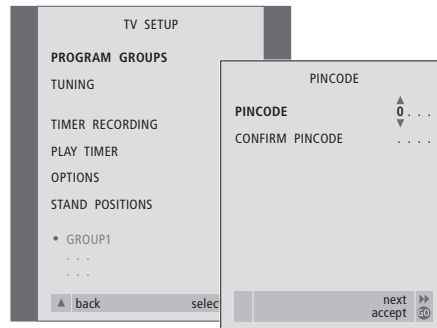 TV SETUP
PROGRAM GROUPS
TUNING
TIMER RECORDING
PLAY TIMER
OPTIONS
STAND POSITIONS
• GROUP1
. . .
. . .
back selec
PINCODE
PINCODE 0 . . .
CONFIRM PINCODE . . . .
next
accept GO